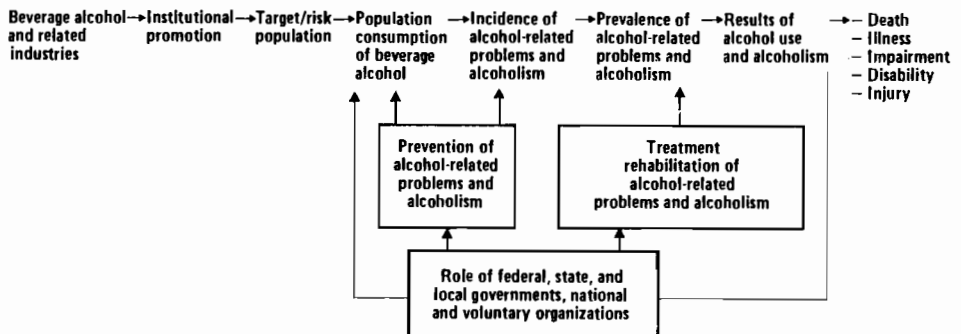 Beverage alcohol
and related
industries
Institutional
promotion
Target/risk
population
Population
consumption
of beverage
alcohol
Incidence of
alcohol-related
problems and
alcoholism
Prevalence of
alcohol-related
problems and
alcoholism
Results of
alcohol use
and alcoholism
– Death
– Illness
– Impairment
– Disability
– Injury
Prevention of
alcohol-related
problems and
alcoholism
Treatment
rehabilitation of
alcohol-related
problems and alcoholism
Role of federal, state, and
local governments, national
and voluntary organizations